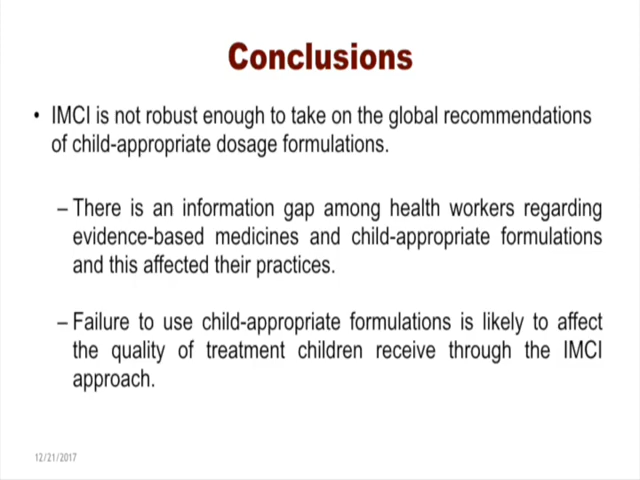 Conclusions
• IMCI is not robust enough to take on the global recommendations
of child-appropriate dosage formulations.
– There is an information gap among health workers regarding
evidence-based medicines and child-appropriate formulations
and this affected their practices.
– Failure to use child-appropriate formulations is likely to affect
the quality of treatment children receive through the IMCI
approach.
12/21/2017